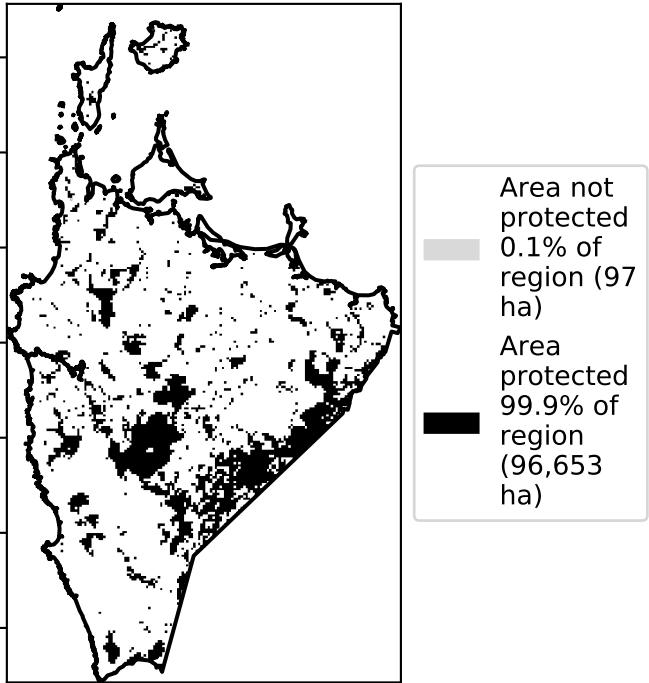 Area not
protected
0.1% of
region (97
ha)
Area
protected
99.9% of
region
(96,653
ha)